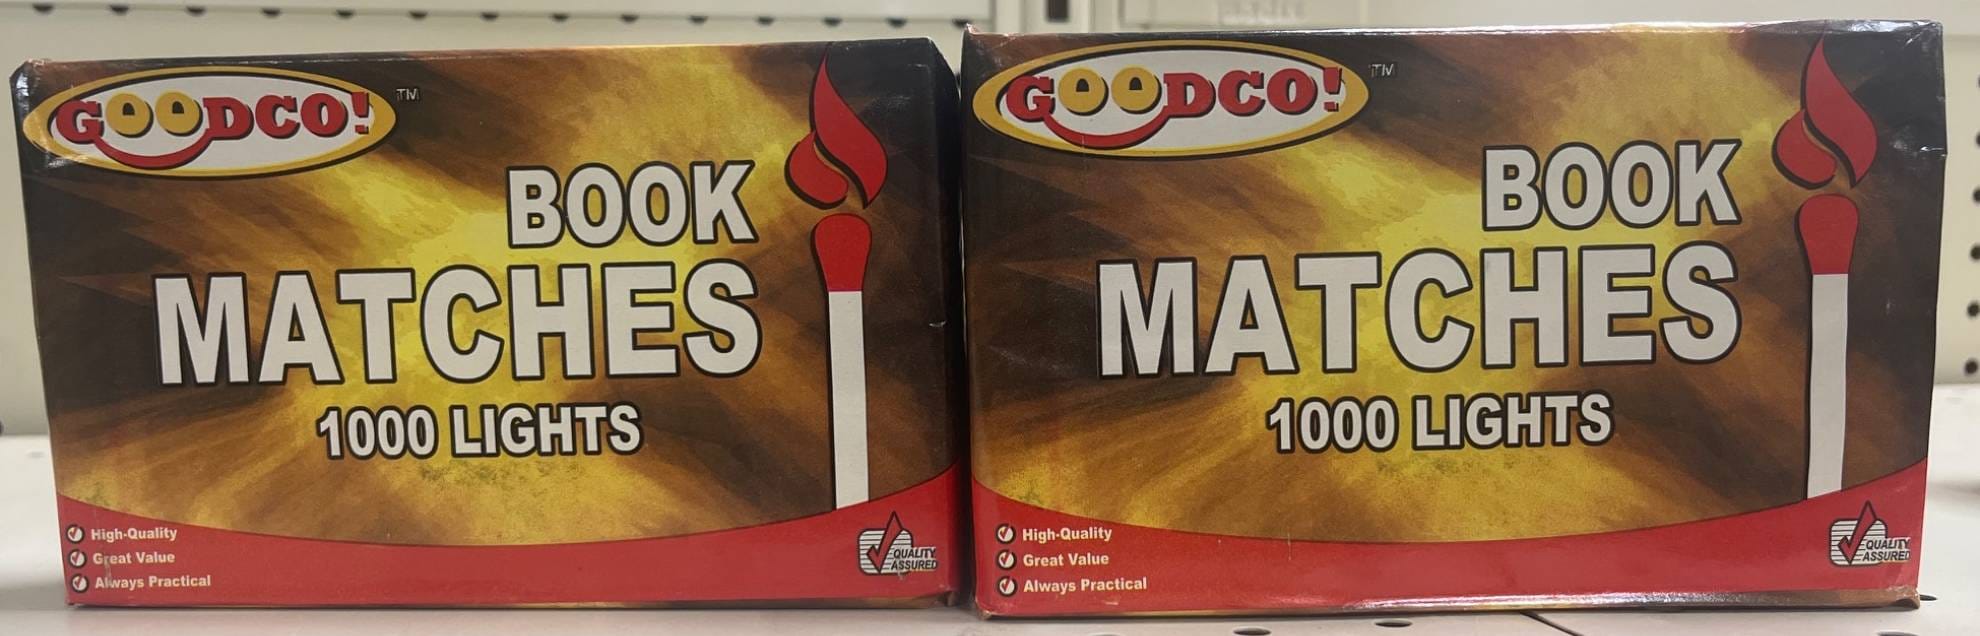 GOODCO! TM
BOOK
MATCHES
1000 LIGHTS
High-Quality
Great Value
Always Practical
QUALITY
ASSURED
GOODCO! TM
BOOK
MATCHES
1000 LIGHTS
High-Quality
Great Value
Always Practical
QUALITY
ASSURED